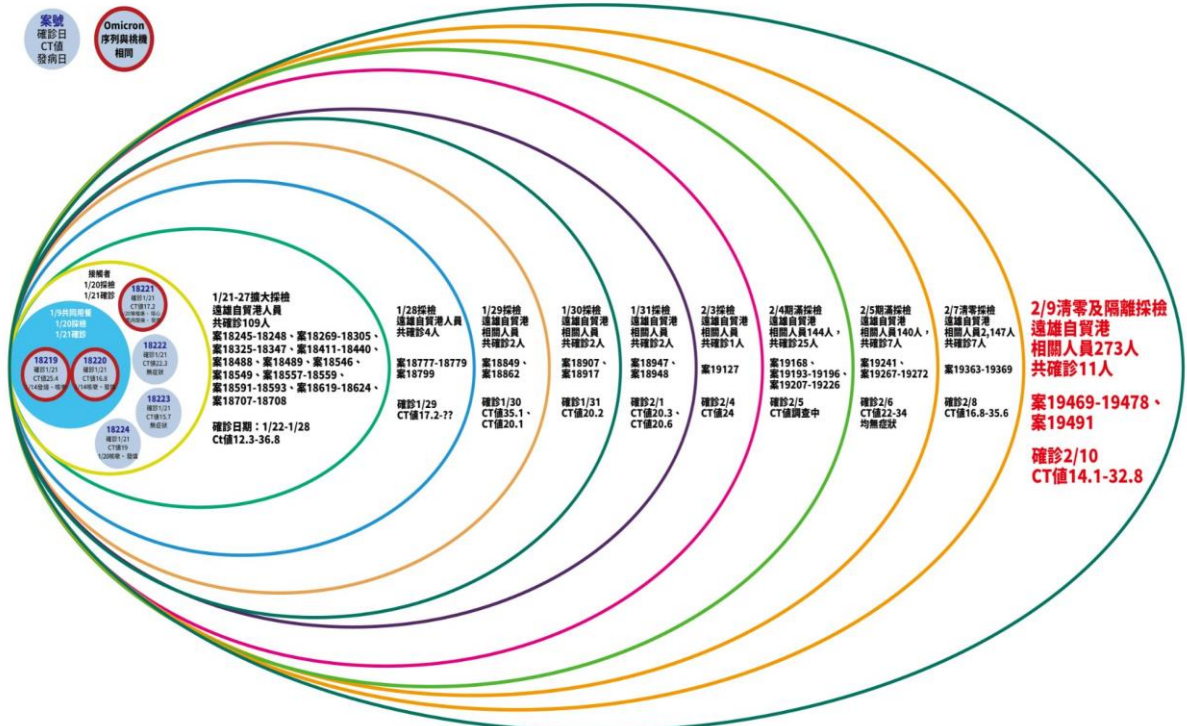 案號
確診日
CT值
發病日
Omicron
序列與桃機
相同
接觸者
1/20採檢
1/21確診
1/9共同用餐
1/20採檢
1/21確診
18219
確診1/21
CT值25.4
18220
確診1/21
CT值16.8
18221
確診1/21
CT值17.2
18222
確診1/21
CT值22.3
無症狀
18223
確診1/21
CT值15.7
無症狀
18224
確診1/21
CT值19
1/20咳嗽、發燒
1/21-27擴大採檢
遠雄自貿港人員
共確診109人
案18245-18248、案18269-18305、
案18325-18347、案18411-18440、
案18488、案18489、案18546、
案18549、案18557-18559、
案18591-18593、案18619-18624、
案18707-18708
確診日期：1/22-1/28
Ct值12.3-36.8
1/28採檢
遠雄自貿港人員
共確診4人
案18777-18779
案18799
確診1/29
CT值17.2-??
1/29採檢
遠雄自貿港
相關人員
共確診2人
案18849、
案18862
確診1/30
CT值35.1、
CT值20.1
1/30採檢
遠雄自貿港
相關人員
共確診2人
案18907、
案18917
確診1/31
CT值20.2
1/31採檢
遠雄自貿港
相關人員
共確診2人
案18947、
案18948
確診2/1
CT值20.3、
CT值20.6
2/3採檢
遠雄自貿港
相關人員
共確診1人
案19127
確診2/4
CT值24
2/4期滿採檢
遠雄自貿港
相關人員144人，
共確診25人
案19168、
案19193-19196、
案19207-19226
確診2/5
CT值調查中
2/5期滿採檢
遠雄自貿港
相關人員140人，
共確診7人
案19241、
案19267-19272
確診2/6
CT值22-34
均無症狀
2/7清零採檢
遠雄自貿港
相關人員2,147人
共確診7人
案19363-19369
確診2/8
CT值16.8-35.6
2/9清零及隔離採檢
遠雄自貿港
相關人員273人
共確診11人
案19469-19478、
案19491
確診2/10
CT值14.1-32.8